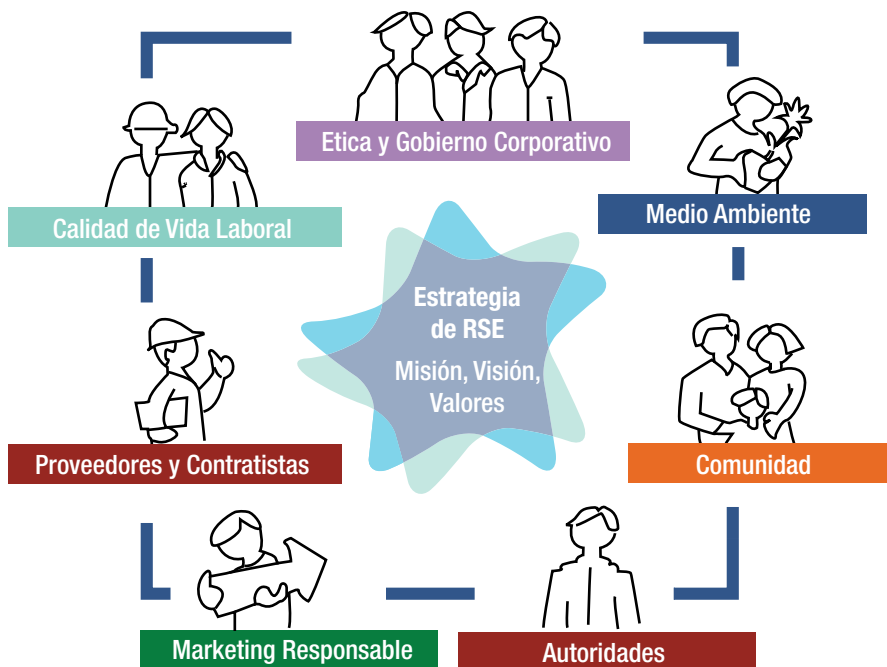 Etica y Gobierno Corporativo
Calidad de Vida Laboral
Medio Ambiente
Estrategia
de RSE
Misión, Visión,
Valores
Proveedores y Contratistas
Comunidad
Marketing Responsable
Autoridades